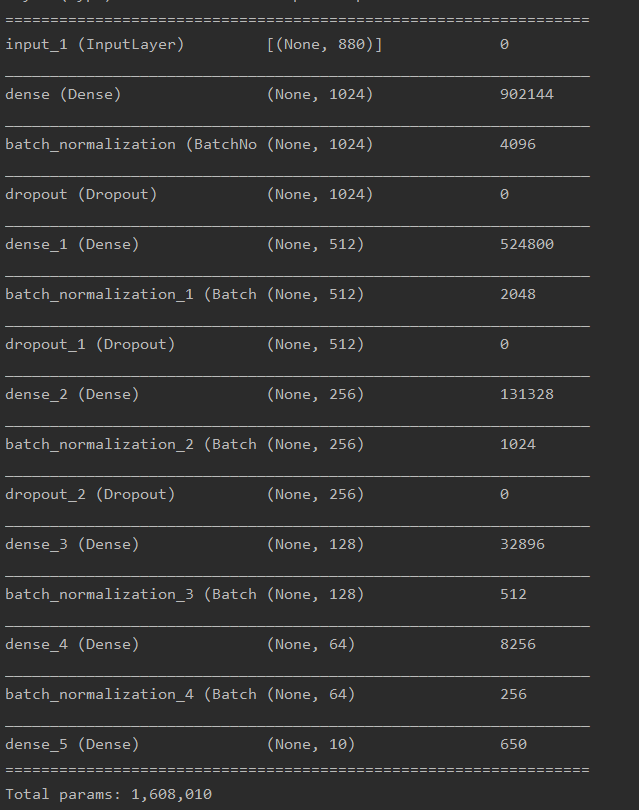 =================================================================
input_1 (InputLayer) [(None, 880)] 0
_________________________________________________________________
dense (Dense) (None, 1024) 902144
_________________________________________________________________
batch_normalization (BatchNo (None, 1024) 4096
_________________________________________________________________
dropout (Dropout) (None, 1024) 0
_________________________________________________________________
dense_1 (Dense) (None, 512) 524800
_________________________________________________________________
batch_normalization_1 (Batch (None, 512) 2048
_________________________________________________________________
dropout_1 (Dropout) (None, 512) 0
_________________________________________________________________
dense_2 (Dense) (None, 256) 131328
_________________________________________________________________
batch_normalization_2 (Batch (None, 256) 1024
_________________________________________________________________
dropout_2 (Dropout) (None, 256) 0
_________________________________________________________________
dense_3 (Dense) (None, 128) 32896
_________________________________________________________________
batch_normalization_3 (Batch (None, 128) 512
_________________________________________________________________
dense_4 (Dense) (None, 64) 8256
_________________________________________________________________
batch_normalization_4 (Batch (None, 64) 256
_________________________________________________________________
dense_5 (Dense) (None, 10) 650
=================================================================
Total params: 1,608,010